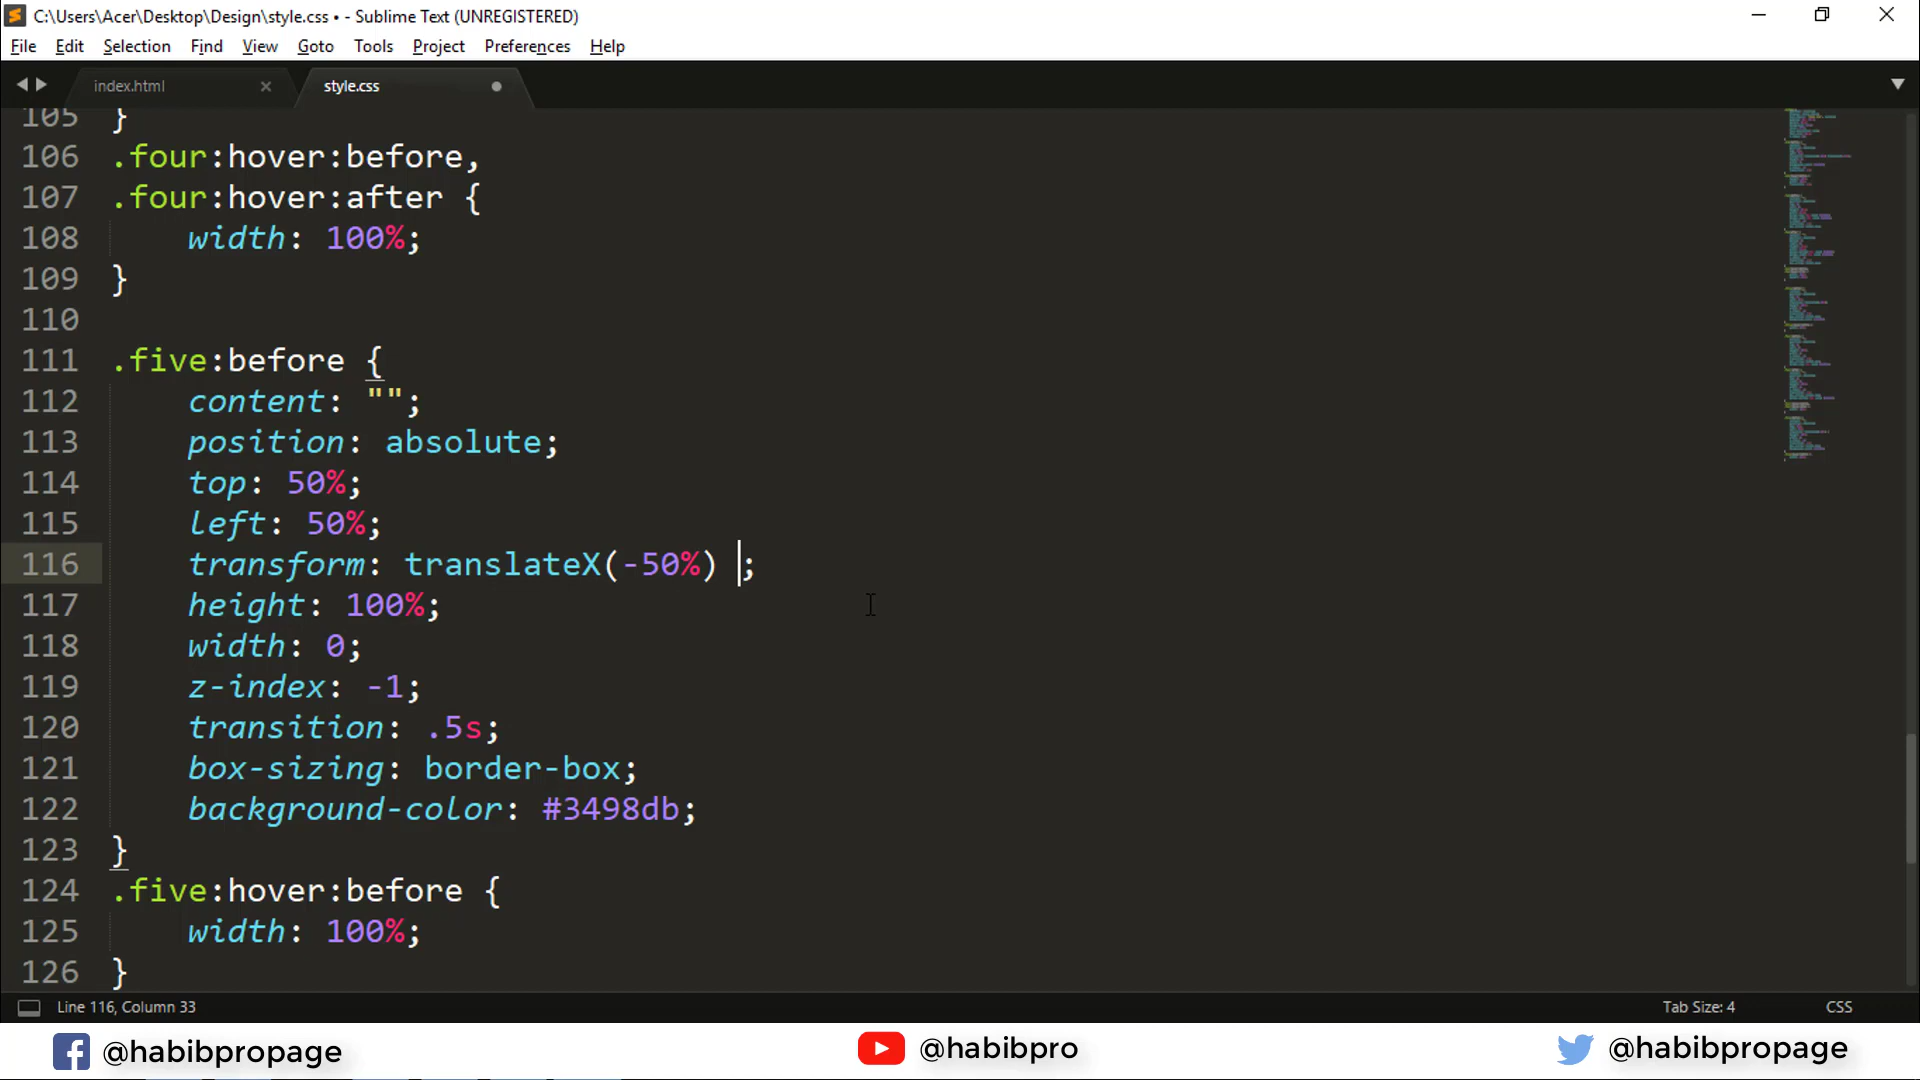 C:\Users\Acer\Desktop\Design\style.css • - Sublime Text (UNREGISTERED)
File Edit Selection Find View Goto Tools Project Preferences Help
index.html style.css
105 }
106 .four:hover:before,
107 .four:hover:after {
108 width: 100%;
109 }
110
111 .five:before {
112 content: "";
113 position: absolute;
114 top: 50%;
115 left: 50%;
116 transform: translateX(-50%) ;
117 height: 100%;
118 width: 0;
119 z-index: -1;
120 transition: .5s;
121 box-sizing: border-box;
122 background-color: #3498db;
123 }
124 .five:hover:before {
125 width: 100%;
126 }
Line 116, Column 33 Tab Size: 4 CSS
@habibpropage @habibpro @habibpropage